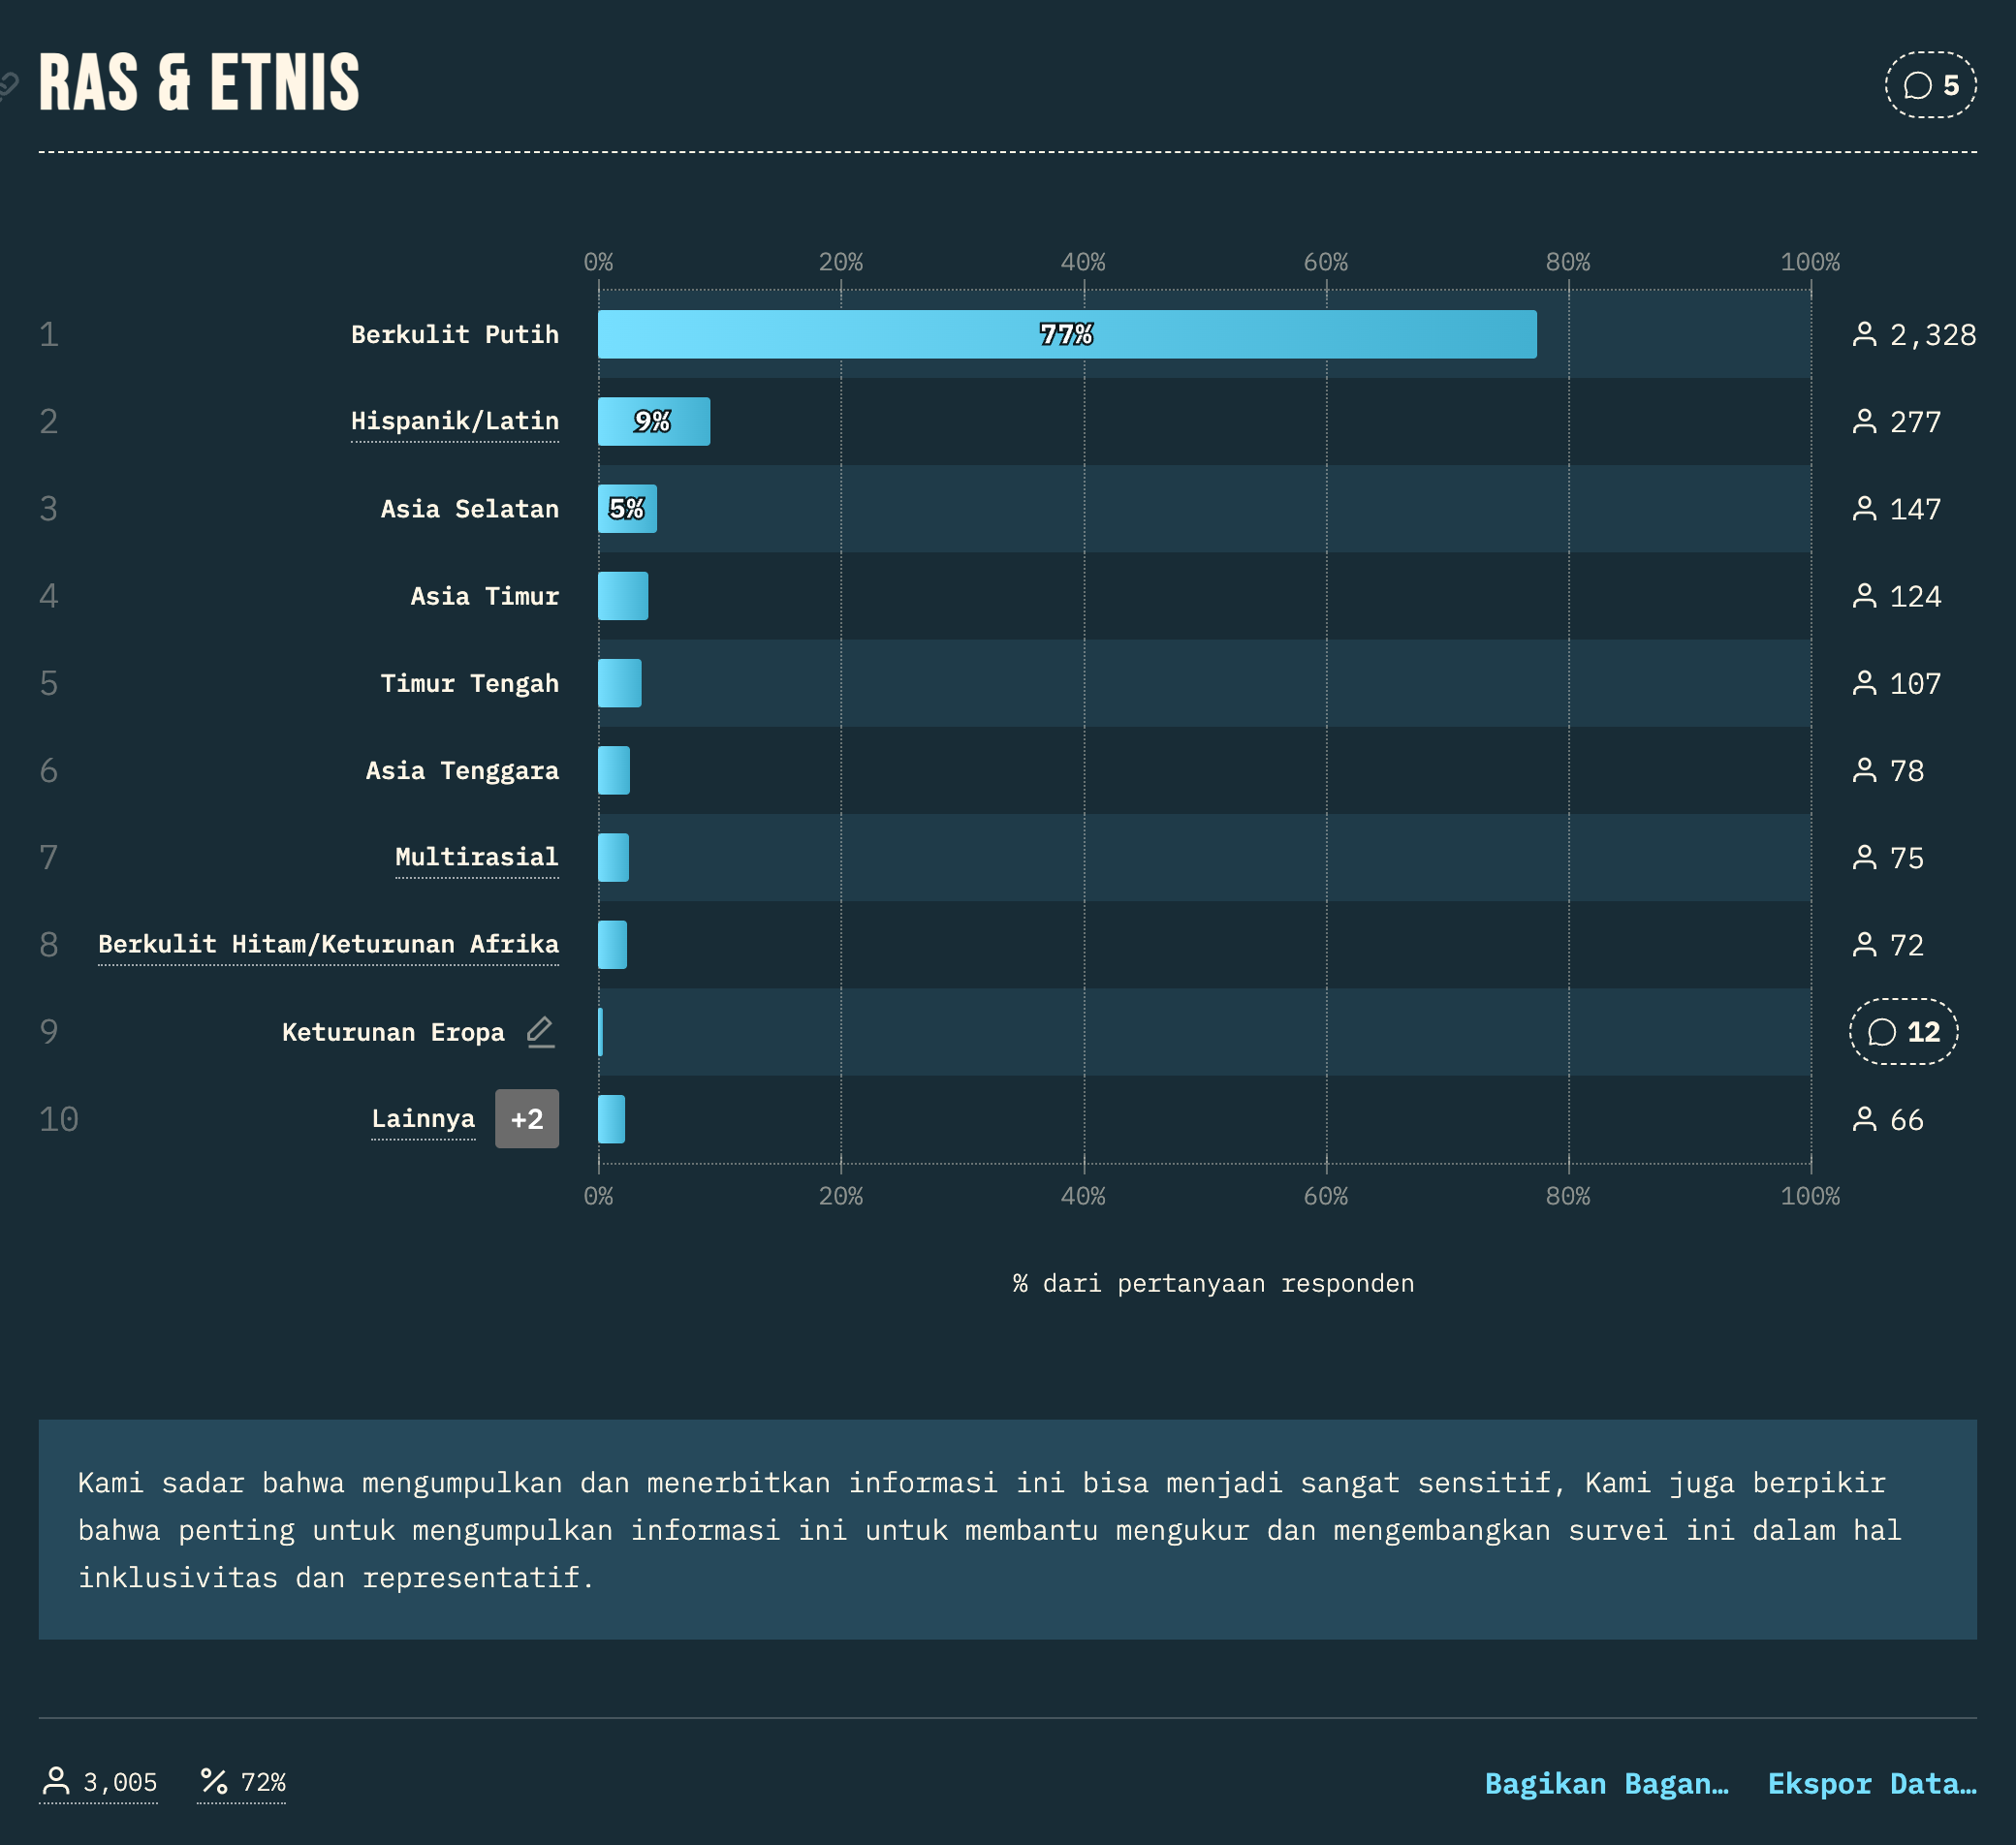 RAS & ETNIS
5
0% 20% 40% 60% 80% 100%
1 Berkulit Putih 77% 2,328
2 Hispanik/Latin 9% 277
3 Asia Selatan 5% 147
4 Asia Timur 124
5 Timur Tengah 107
6 Asia Tenggara 78
7 Multirasial 75
8 Berkulit Hitam/Keturunan Afrika 72
9 Keturunan Eropa 12
10 Lainnya +2 66
0% 20% 40% 60% 80% 100%
% dari pertanyaan responden
Kami sadar bahwa mengumpulkan dan menerbitkan informasi ini bisa menjadi sangat sensitif, Kami juga berpikir
bahwa penting untuk mengumpulkan informasi ini untuk membantu mengukur dan mengembangkan survei ini dalam hal
inklusivitas dan representatif.
3,005 % 72% Bagikan Bagan… Ekspor Data…